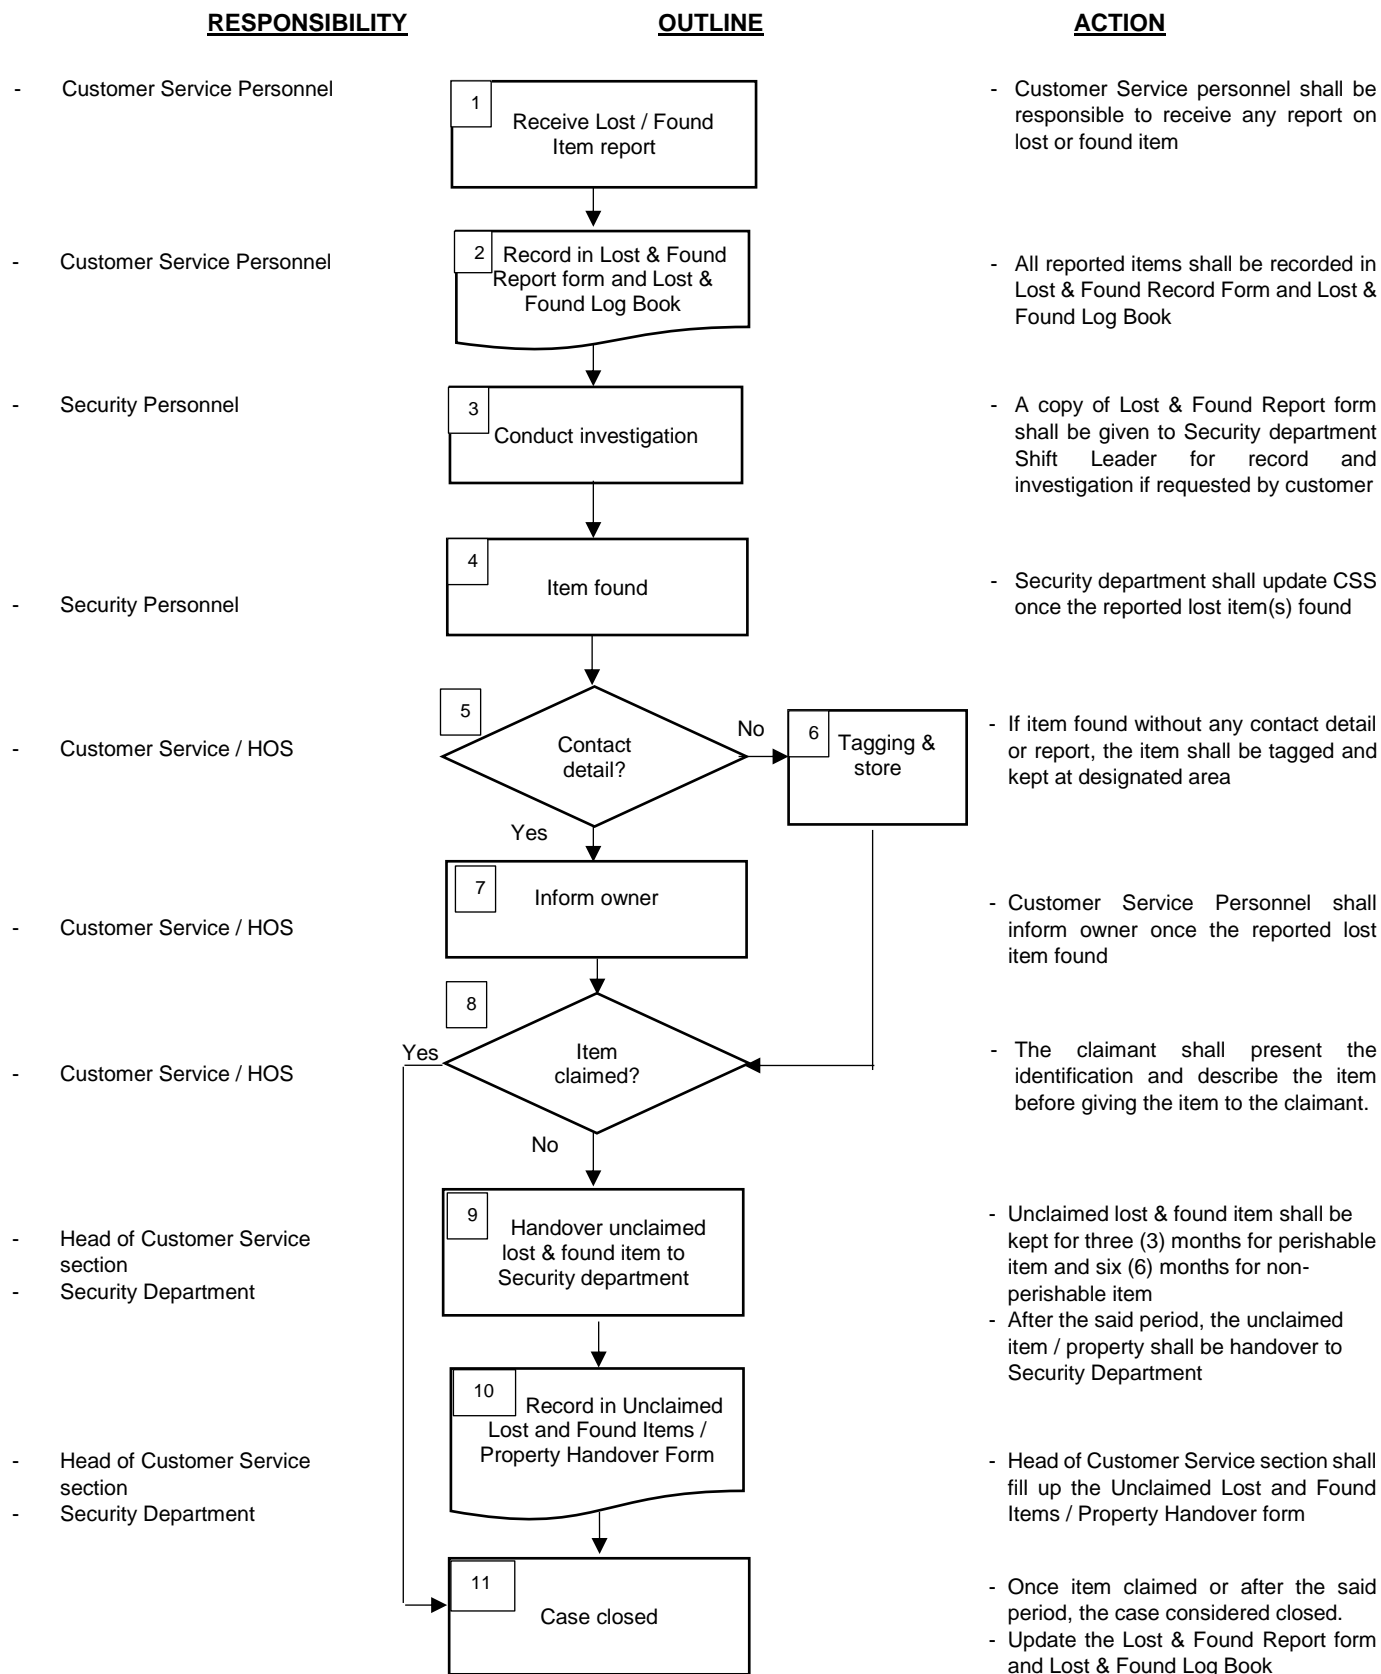 RESPONSIBILITY
OUTLINE
ACTION
- Customer Service Personnel
1
Receive Lost / Found
Item report
- Customer Service personnel shall be
responsible to receive any report on
lost or found item
- Customer Service Personnel
2
Record in Lost & Found
Report form and Lost &
Found Log Book
- All reported items shall be recorded in
Lost & Found Record Form and Lost &
Found Log Book
- Security Personnel
3
Conduct investigation
- A copy of Lost & Found Report form
shall be given to Security department
Shift Leader for record and
investigation if requested by customer
- Security Personnel
4
Item found
- Security department shall update CSS
once the reported lost item(s) found
- Customer Service / HOS
5
Contact
detail?
No
6
Tagging &
store
- If item found without any contact detail
or report, the item shall be tagged and
kept at designated area
Yes
- Customer Service / HOS
7
Inform owner
- Customer Service Personnel shall
inform owner once the reported lost
item found
- Customer Service / HOS
8
Yes
Item
claimed?
- The claimant shall present the
identification and describe the item
before giving the item to the claimant.
No
- Head of Customer Service
section
- Security Department
9
Handover unclaimed
lost & found item to
Security department
- Unclaimed lost & found item shall be
kept for three (3) months for perishable
item and six (6) months for non-
perishable item
- After the said period, the unclaimed
item / property shall be handover to
Security Department
- Head of Customer Service
section
- Security Department
10
Record in Unclaimed
Lost and Found Items /
Property Handover Form
- Head of Customer Service section shall
fill up the Unclaimed Lost and Found
Items / Property Handover form
11
Case closed
- Once item claimed or after the said
period, the case considered closed.
- Update the Lost & Found Report form
and Lost & Found Log Book